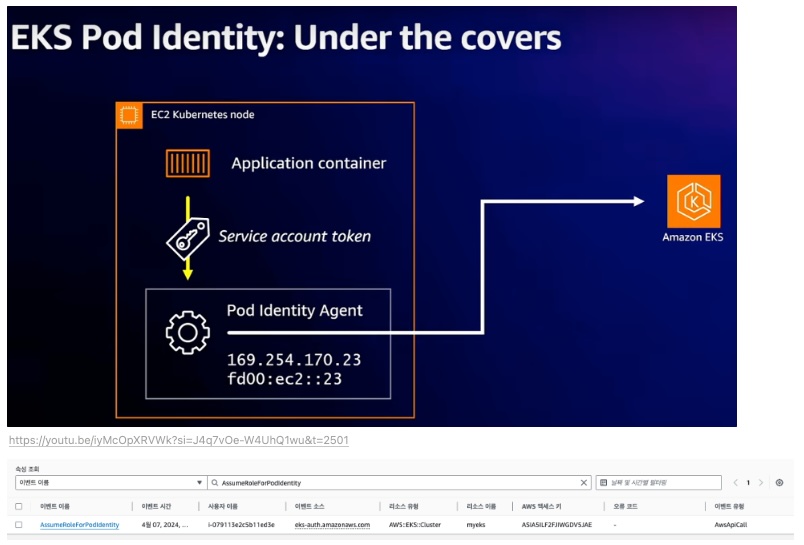 EKS Pod Identity: Under the covers
EC2 Kubernetes node
Application container
Service account token
Pod Identity Agent
169.254.170.23
fd00:ec2::23
Amazon EKS
https://youtu.be/iyMcOpXRVWk?si=J4q7vOe-W4UhQ1wu&t=2501
속성 조회
이벤트 이름 AssumeRoleForPodIdentity 날짜 및 시간별 필터링 1
이벤트 이름 이벤트 시간 사용자 이름 이벤트 소스 리소스 유형 리소스 이름 AWS 액세스 키 오류 코드 이벤트 유형
AssumeRoleForPodIdentity 4월 07, 2024, ... i-079113e2c5b11ed3e eks-auth.amazonaws.com AWS::EKS::Cluster myeks ASIA5ILF2FJIWGDV5JAE - AwsApiCall